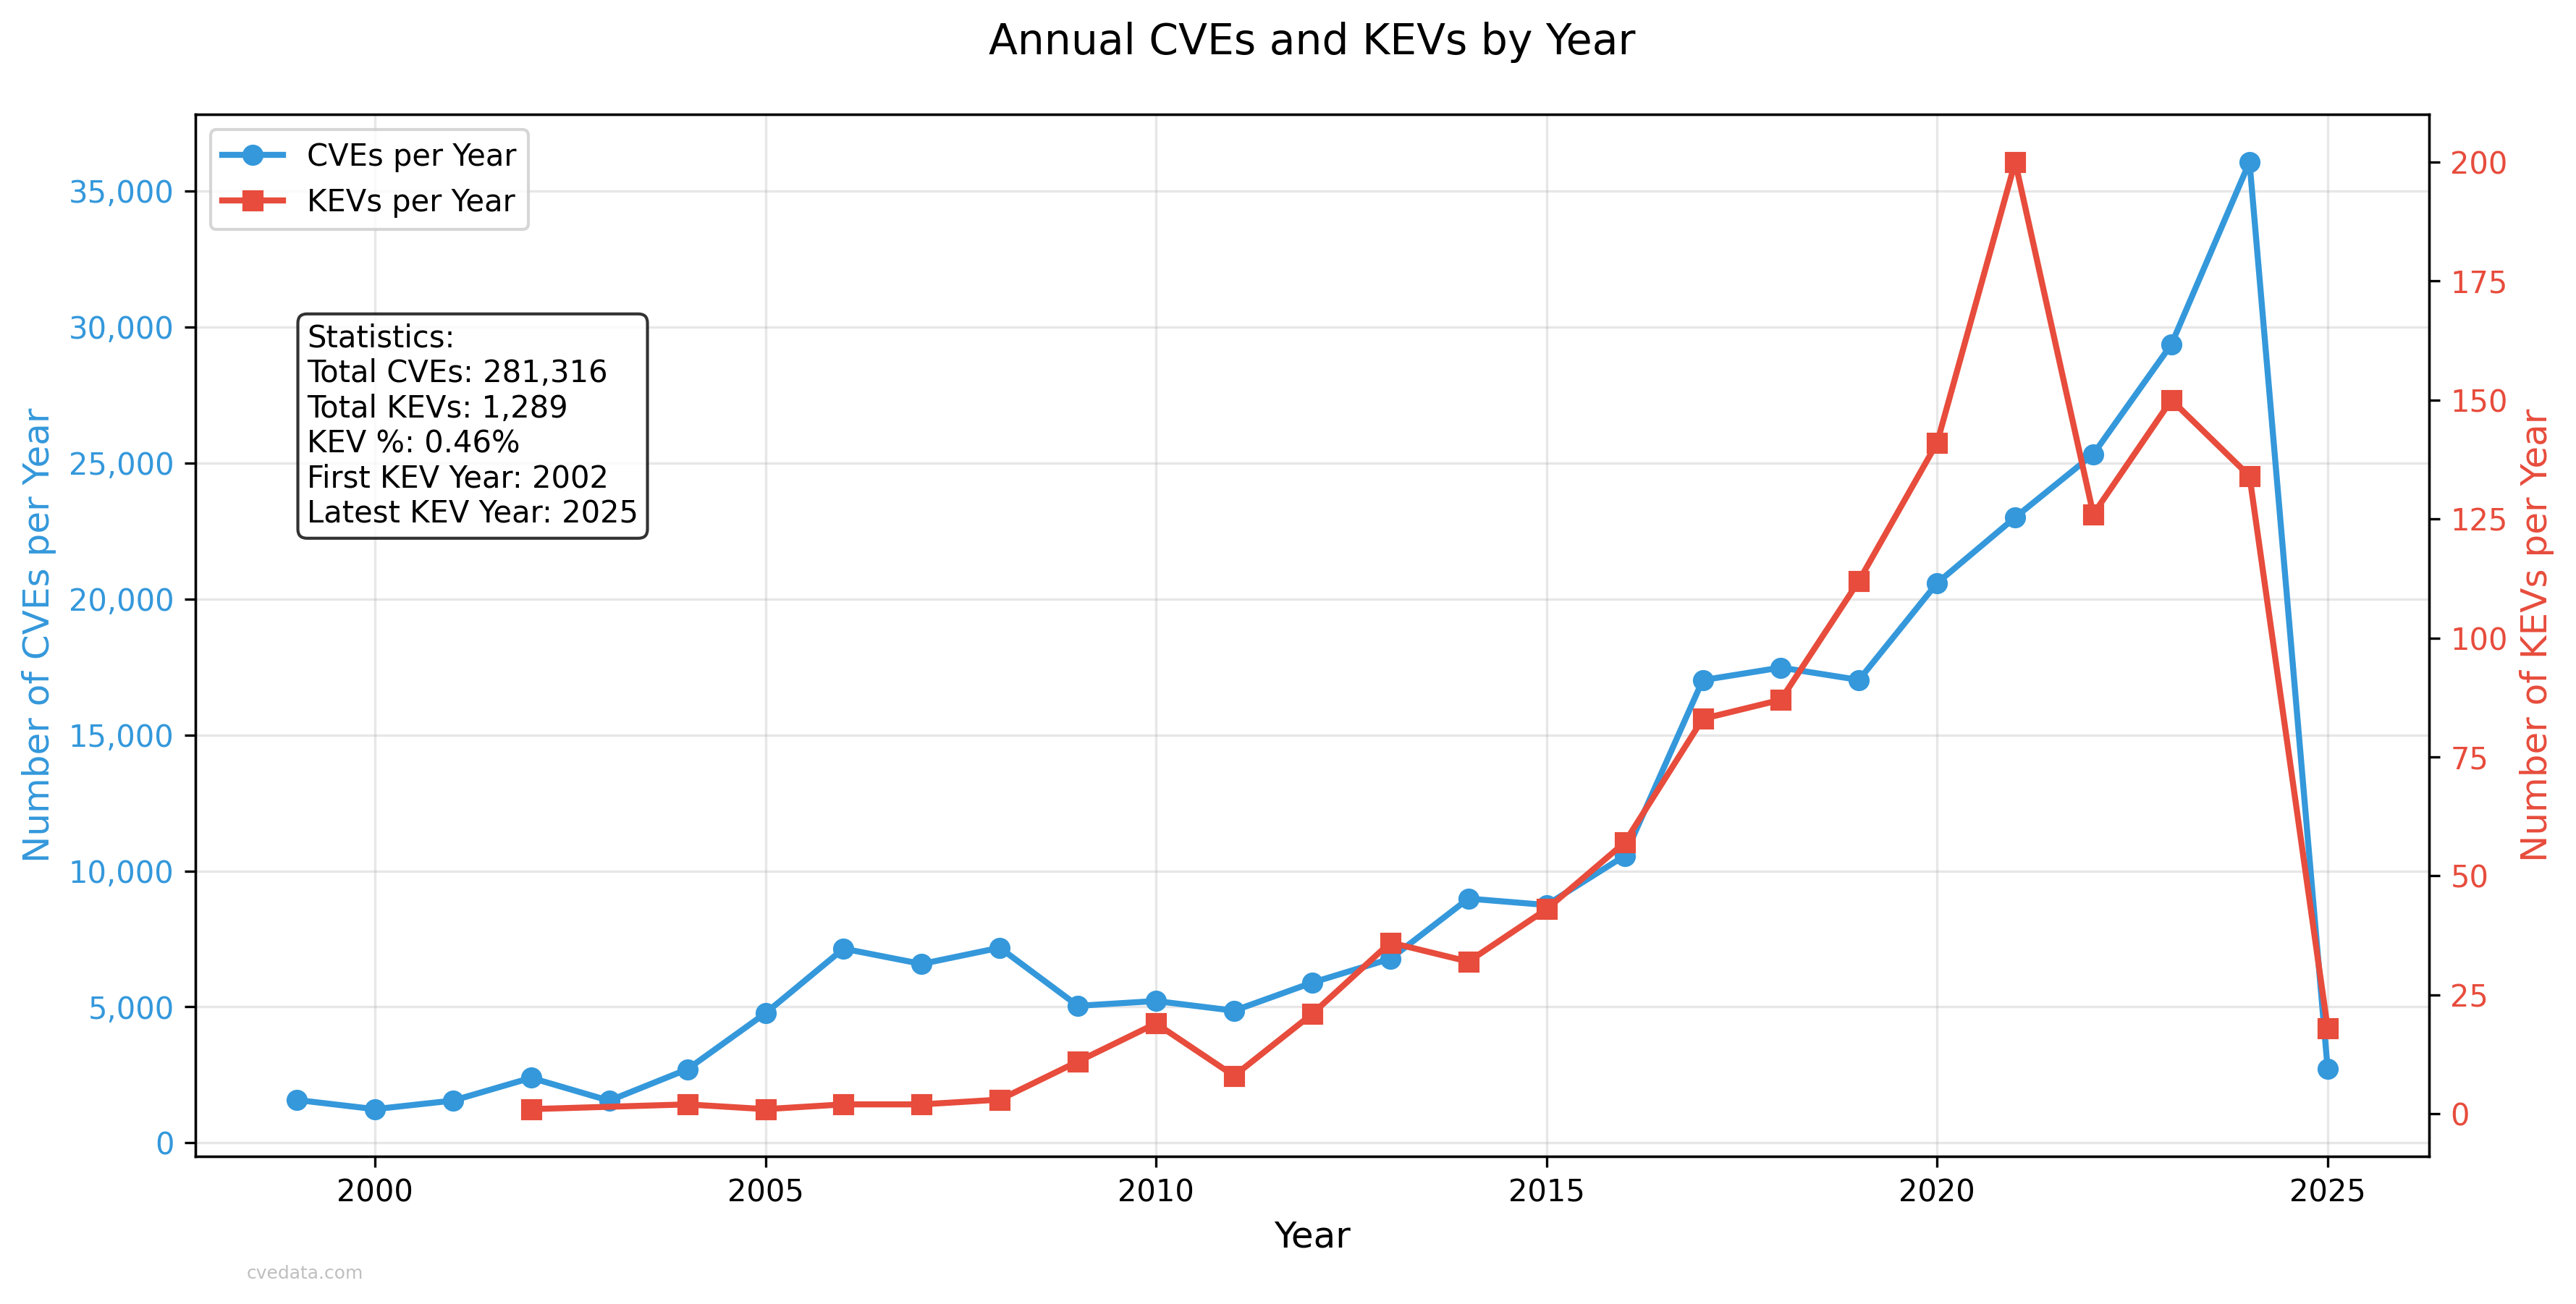 Annual CVEs and KEVs by Year
CVEs per Year
KEVs per Year
Statistics:
Total CVEs: 281,316
Total KEVs: 1,289
KEV %: 0.46%
First KEV Year: 2002
Latest KEV Year: 2025
Number of CVEs per Year
35,000
30,000
25,000
20,000
15,000
10,000
5,000
0
200
175
150
125
100
75
50
25
0
Number of KEVs per Year
2000
2005
2010
2015
2020
2025
Year
cvedata.com